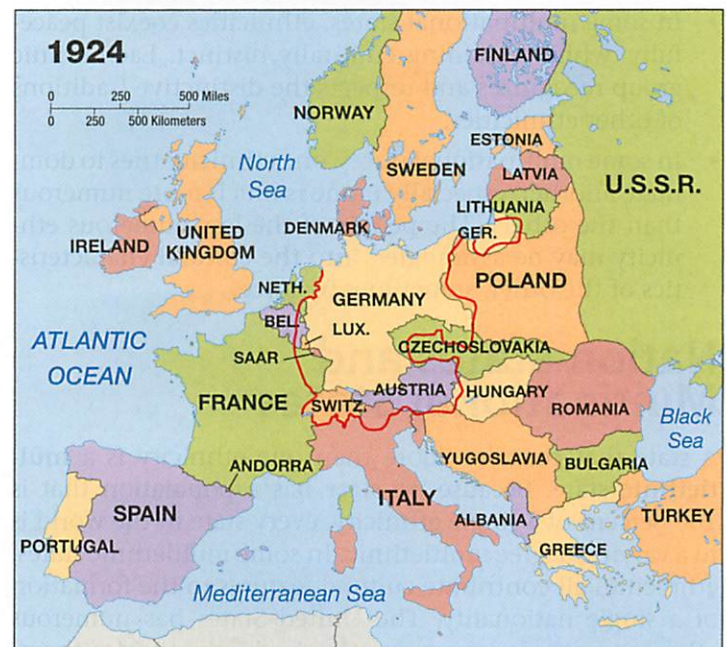 1924
0 250 500 Miles
0 250 500 Kilometers
FINLAND
NORWAY
ESTONIA
SWEDEN
LATVIA
U.S.S.R.
North
Sea
LITHUANIA
DENMARK
GER.
IRELAND
UNITED
KINGDOM
POLAND
NETH.
GERMANY
BEL.
LUX.
ATLANTIC
OCEAN
CZECHOSLOVAKIA
SAAR
AUSTRIA
HUNGARY
FRANCE
SWITZ.
ROMANIA
Black
Sea
YUGOSLAVIA
ANDORRA
BULGARIA
ITALY
SPAIN
ALBANIA
TURKEY
PORTUGAL
GREECE
Mediterranean Sea